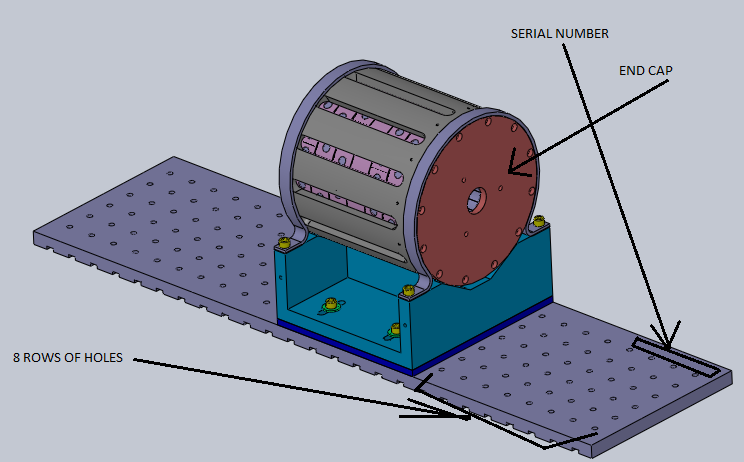 SERIAL NUMBER
END CAP
8 ROWS OF HOLES